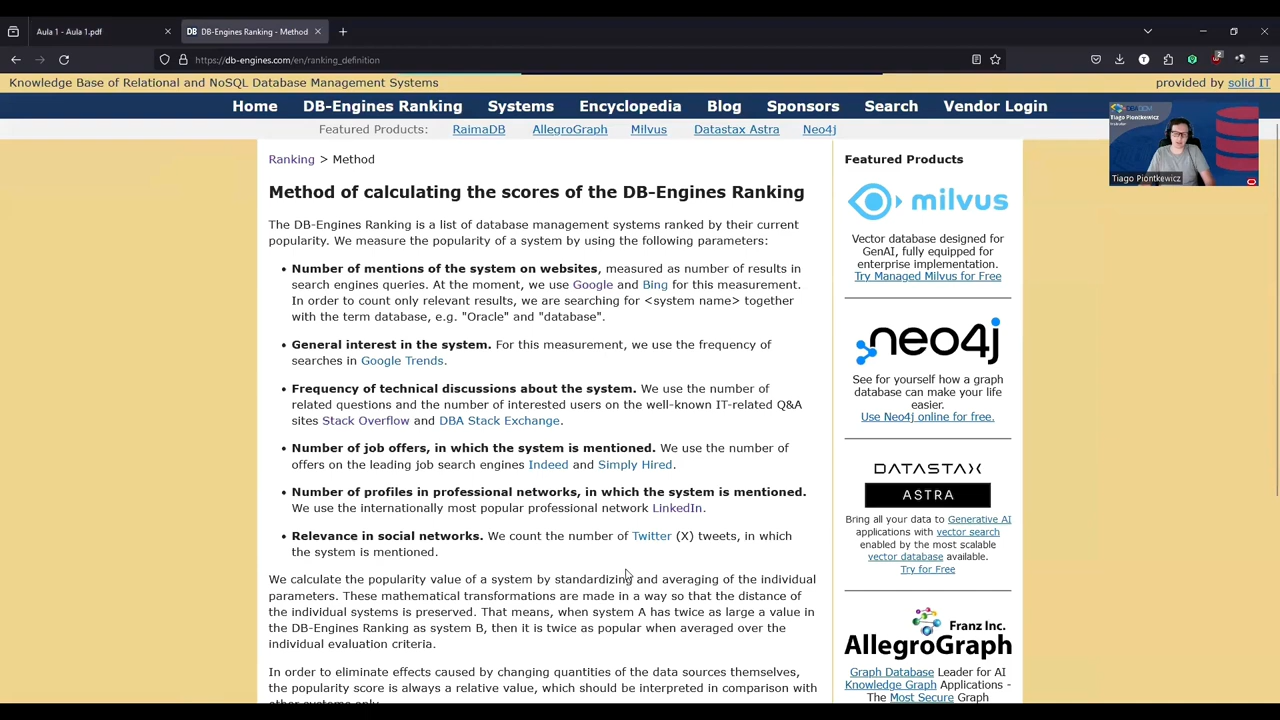 Aula 1 - Aula 1.pdf
DB DB-Engines Ranking - Method
https://db-engines.com/en/ranking_definition
2
Knowledge Base of Relational and NoSQL Database Management Systems
provided by solid IT
Home DB-Engines Ranking Systems Encyclopedia Blog Sponsors Search Vendor Login
Featured Products: RaimaDB AllegroGraph Milvus Datastax Astra Neo4j
Tiago Piontkewicz
Tiago Piontkewicz
Ranking > Method
Method of calculating the scores of the DB-Engines Ranking
The DB-Engines Ranking is a list of database management systems ranked by their current
popularity. We measure the popularity of a system by using the following parameters:
• Number of mentions of the system on websites, measured as number of results in
search engines queries. At the moment, we use Google and Bing for this measurement.
In order to count only relevant results, we are searching for <system name> together
with the term database, e.g. "Oracle" and "database".
• General interest in the system. For this measurement, we use the frequency of
searches in Google Trends.
• Frequency of technical discussions about the system. We use the number of
related questions and the number of interested users on the well-known IT-related Q&A
sites Stack Overflow and DBA Stack Exchange.
• Number of job offers, in which the system is mentioned. We use the number of
offers on the leading job search engines Indeed and Simply Hired.
• Number of profiles in professional networks, in which the system is mentioned.
We use the internationally most popular professional network LinkedIn.
• Relevance in social networks. We count the number of Twitter (X) tweets, in which
the system is mentioned.
We calculate the popularity value of a system by standardizing and averaging of the individual
parameters. These mathematical transformations are made in a way so that the distance of
the individual systems is preserved. That means, when system A has twice as large a value in
the DB-Engines Ranking as system B, then it is twice as popular when averaged over the
individual evaluation criteria.
In order to eliminate effects caused by changing quantities of the data sources themselves,
the popularity score is always a relative value, which should be interpreted in comparison with
other systems only.
Featured Products
milvus
Vector database designed for
GenAI, fully equipped for
enterprise implementation.
Try Managed Milvus for Free
neo4j
See for yourself how a graph
database can make your life
easier.
Use Neo4j online for free.
DATASTAX
ASTRA
Bring all your data to Generative AI
applications with vector search
enabled by the most scalable
vector database available.
Try for Free
Franz Inc.
AllegroGraph
Graph Database Leader for AI
Knowledge Graph Applications -
The Most Secure Graph